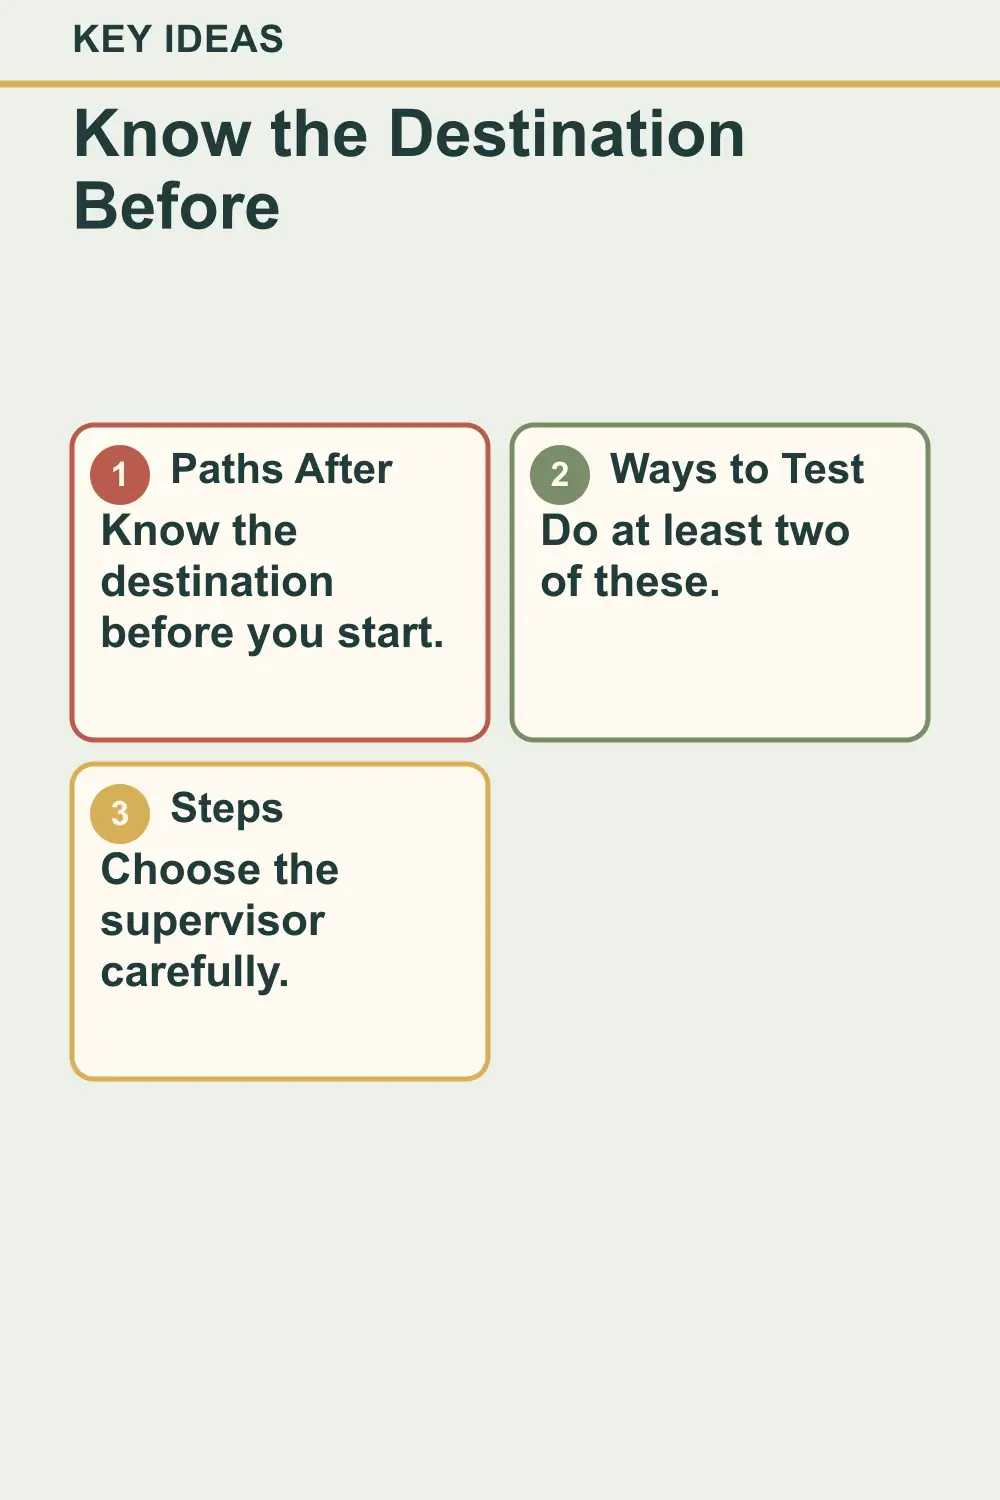 KEY IDEAS
Know the Destination
Before
1 Paths After
Know the
destination
before you start.
2 Ways to Test
Do at least two
of these.
3 Steps
Choose the
supervisor
carefully.